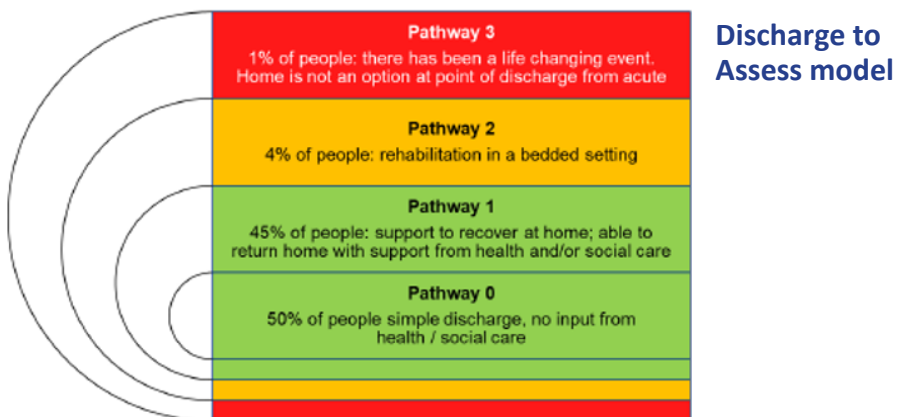 Pathway 3
1% of people: there has been a life changing event.
Home is not an option at point of discharge from acute
Discharge to
Assess model
Pathway 2
4% of people: rehabilitation in a bedded setting
Pathway 1
45% of people: support to recover at home; able to
return home with support from health and/or social care
Pathway 0
50% of people simple discharge, no input from
health / social care